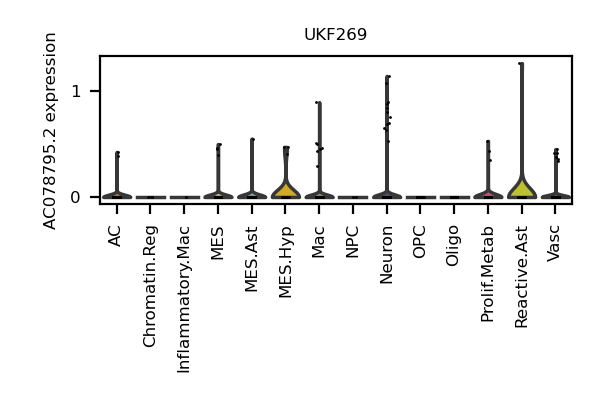 UKF269
AC078795.2 expression
1
0
AC
Chromatin.Reg
Inflammatory.Mac
MES
MES.Ast
MES.Hyp
Mac
NPC
Neuron
OPC
Oligo
Prolif.Metab
Reactive.Ast
Vasc